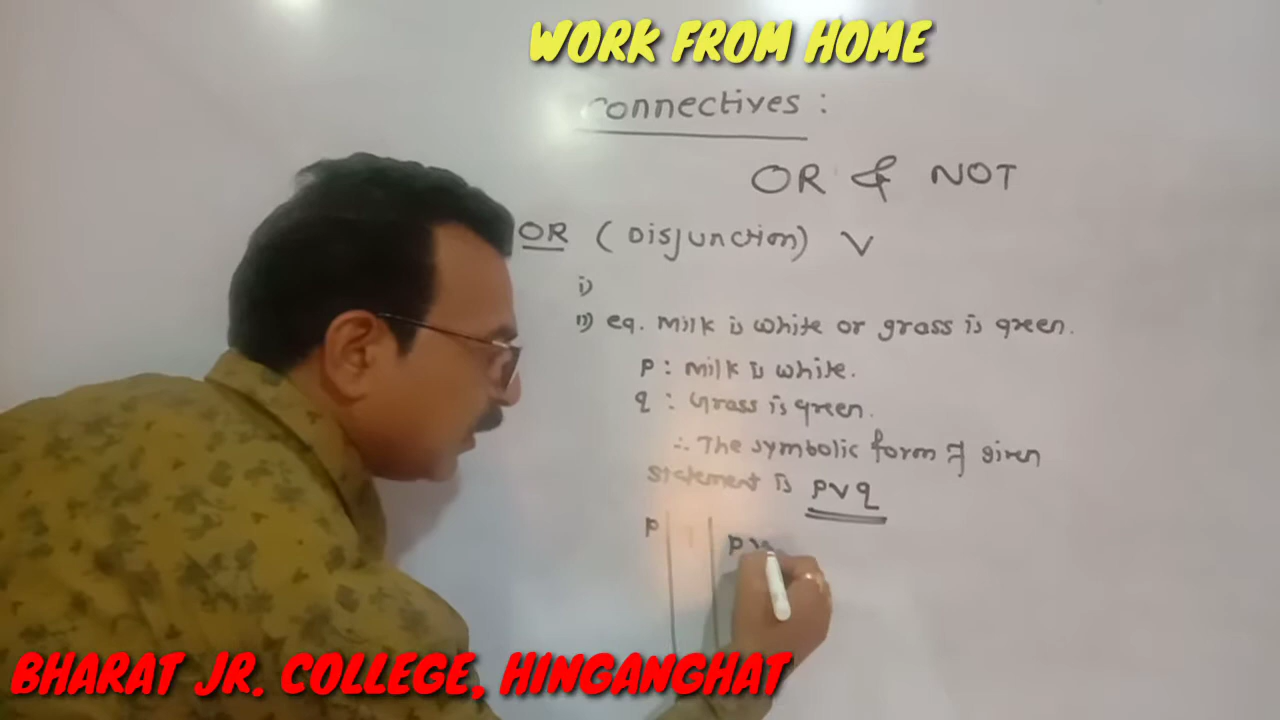 WORK FROM HOME
connectives :
OR & NOT
OR (Disjunction) ∨
i)
ii) eg. Milk is white or grass is green.
p : Milk is white.
q : Grass is green.
∴ The symbolic form of given
statement is p∨q
p p∨
BHARAT JR. COLLEGE, HINGANGHAT